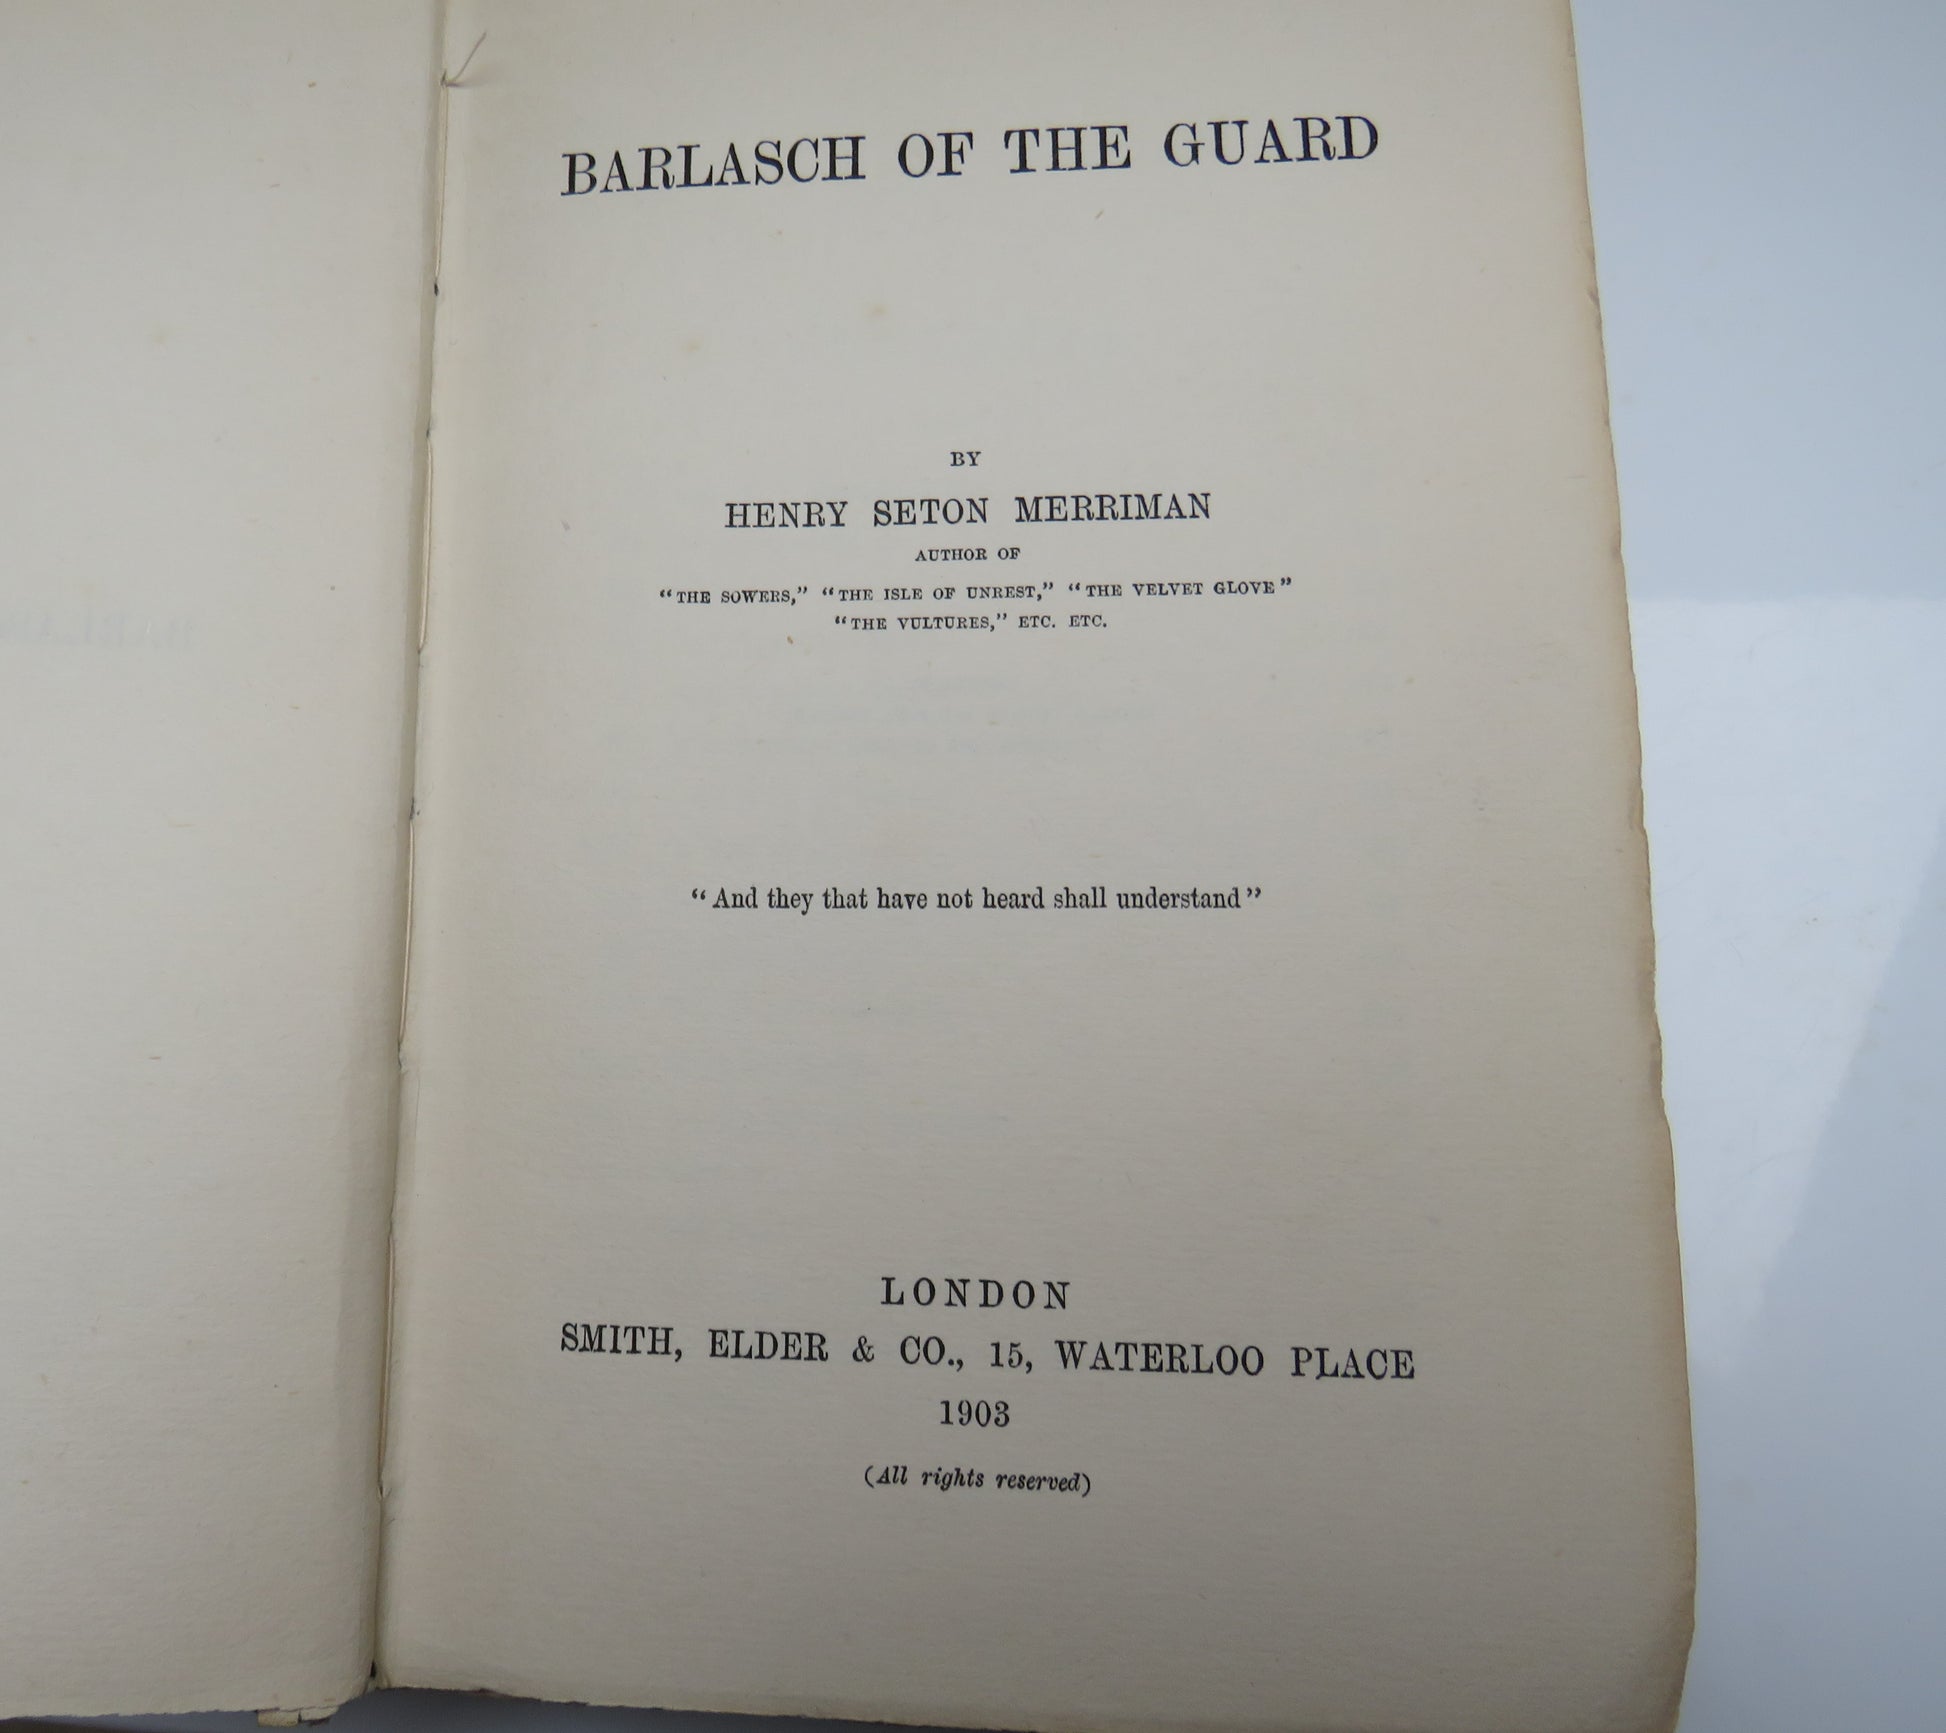 BARLASCH OF THE GUARD
BY
HENRY SETON MERRIMAN
AUTHOR OF
“THE SOWERS,” “THE ISLE OF UNREST,” “THE VELVET GLOVE”
“THE VULTURES,” ETC. ETC.
“And they that have not heard shall understand”
LONDON
SMITH, ELDER & CO., 15, WATERLOO PLACE
1903
(All rights reserved)